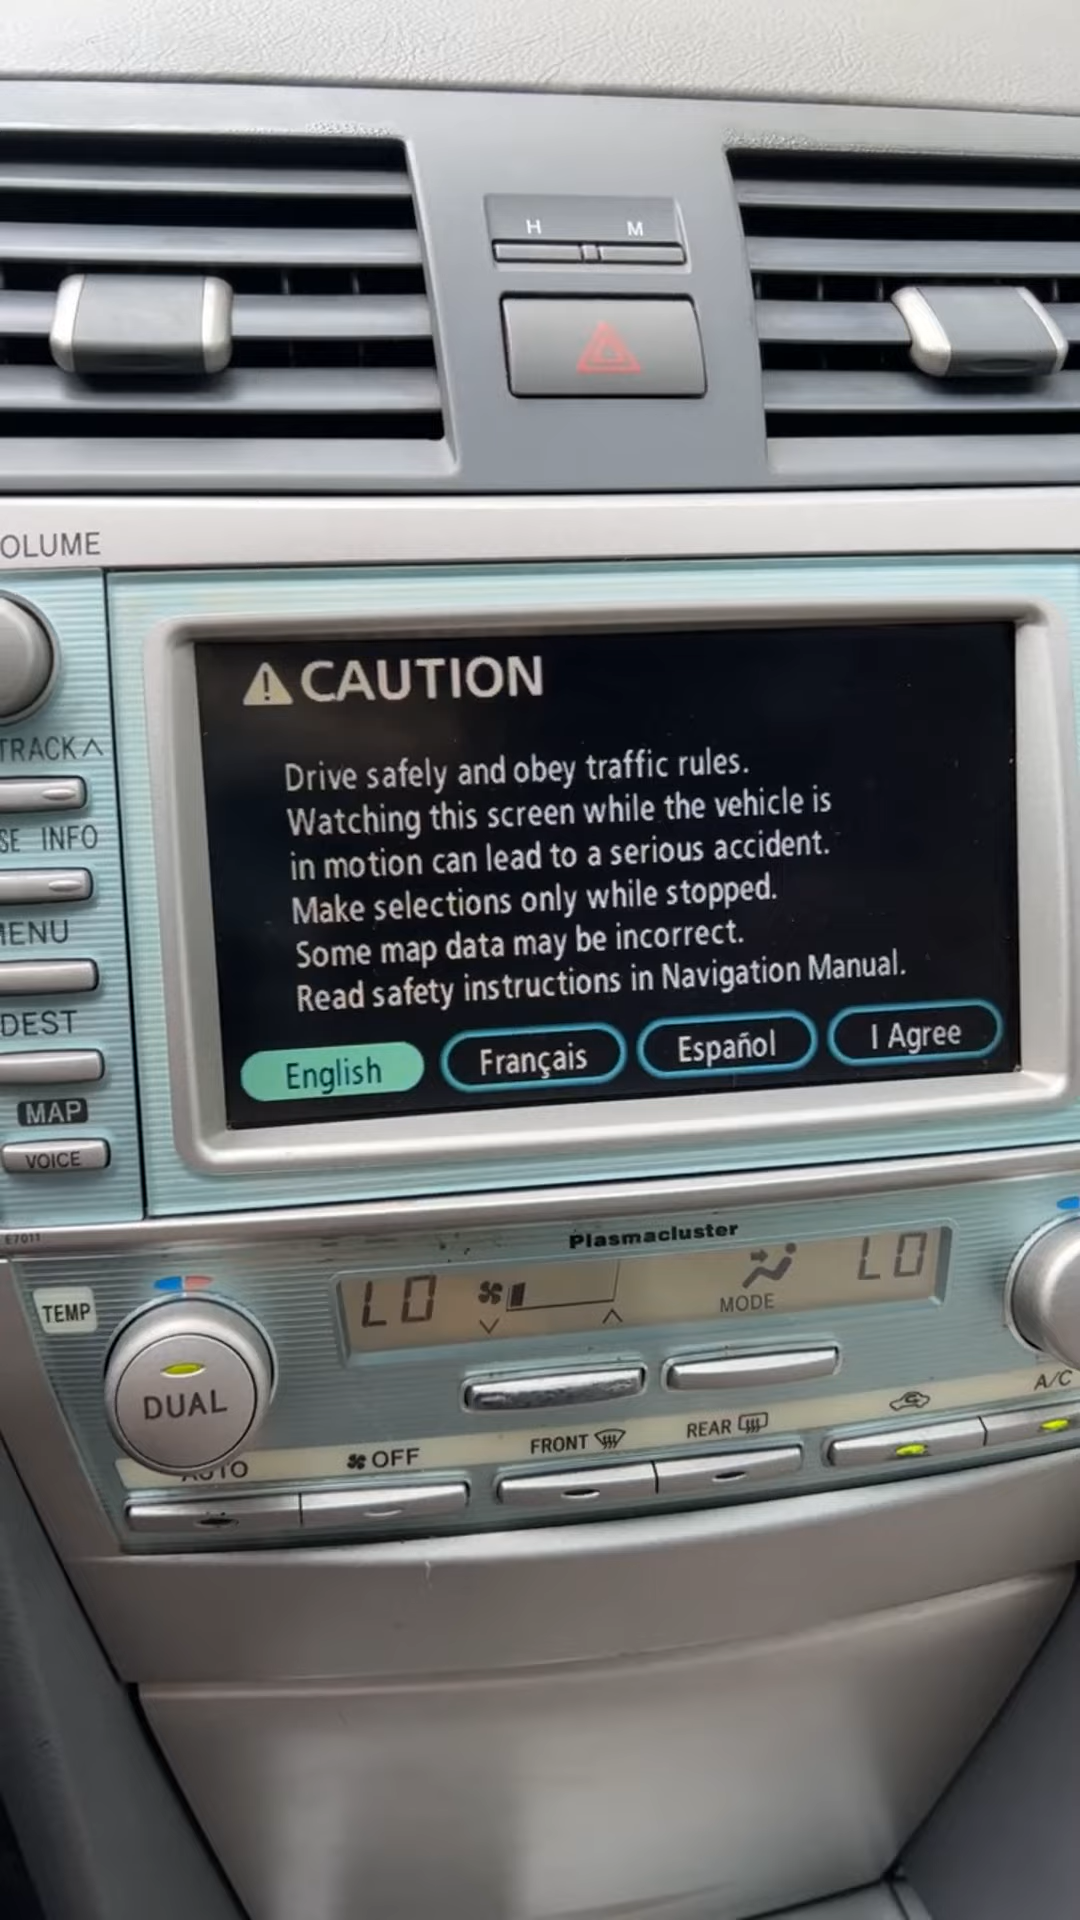 H M
OLUME
TRACK
SE INFO
MENU
DEST
MAP
VOICE
E7011
CAUTION
Drive safely and obey traffic rules.
Watching this screen while the vehicle is
in motion can lead to a serious accident.
Make selections only while stopped.
Some map data may be incorrect.
Read safety instructions in Navigation Manual.
English Français Español I Agree
Plasmacluster
TEMP
LO MODE LO
DUAL
AUTO OFF FRONT REAR A/C